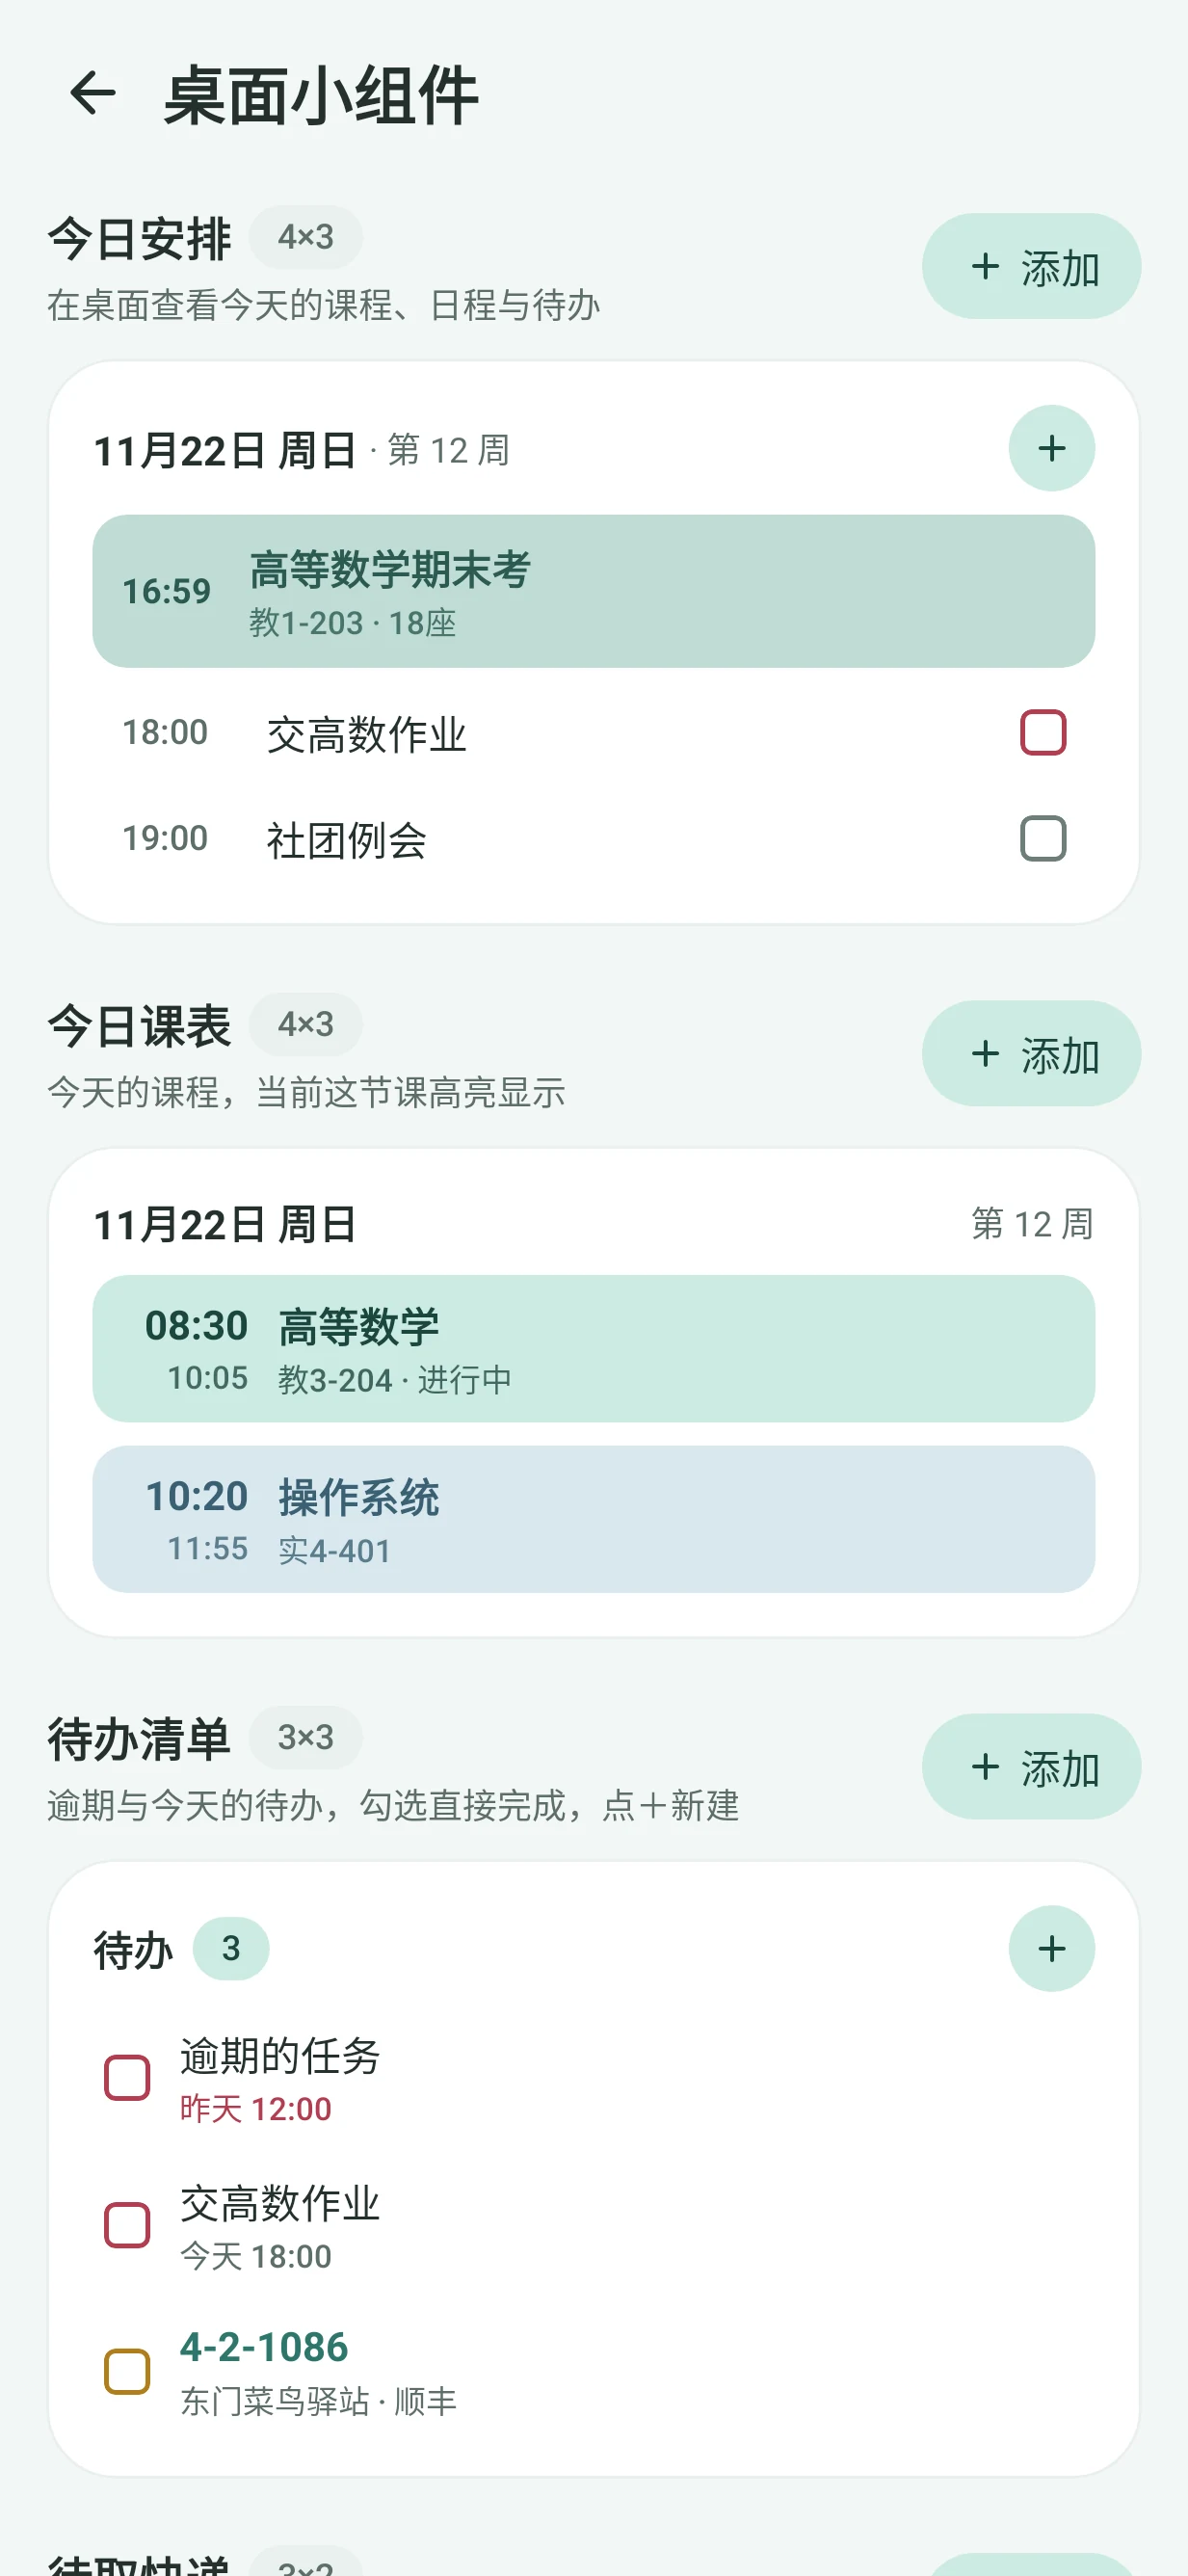 桌面小组件
今日安排 4×3
在桌面查看今天的课程、日程与待办
+ 添加
11月22日 周日 · 第 12 周
+
16:59 高等数学期末考
教1-203 · 18座
18:00 交高数作业
19:00 社团例会
今日课表 4×3
今天的课程，当前这节课高亮显示
+ 添加
11月22日 周日 第 12 周
08:30 高等数学
10:05 教3-204 · 进行中
10:20 操作系统
11:55 实4-401
待办清单 3×3
逾期与今天的待办，勾选直接完成，点＋新建
+ 添加
待办 3
+
逾期的任务
昨天 12:00
交高数作业
今天 18:00
4-2-1086
东门菜鸟驿站 · 顺丰
待取快递 3×2